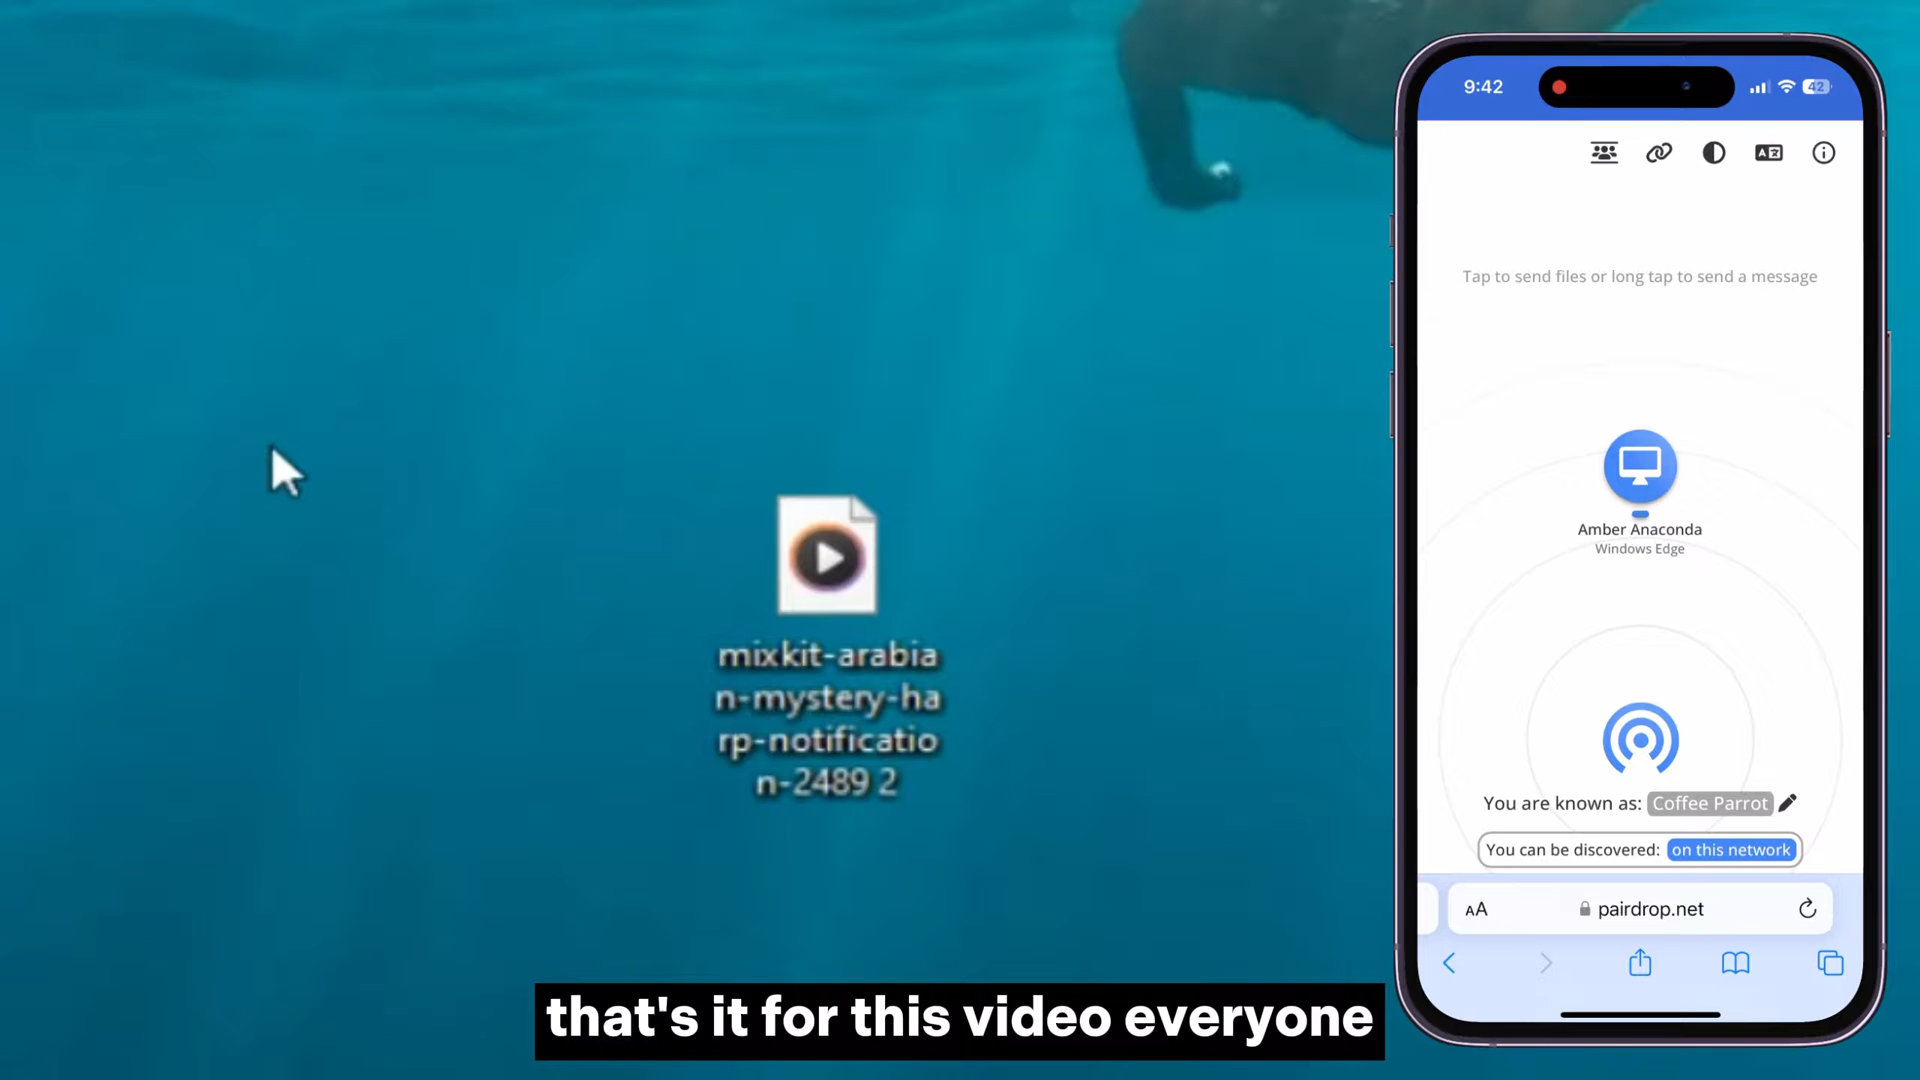 9:42
42
Tap to send files or long tap to send a message
Amber Anaconda
Windows Edge
mixkit-arabia
n-mystery-ha
rp-notificatio
n-2489 2
You are known as: Coffee Parrot
You can be discovered: on this network
AA
pairdrop.net
that's it for this video everyone